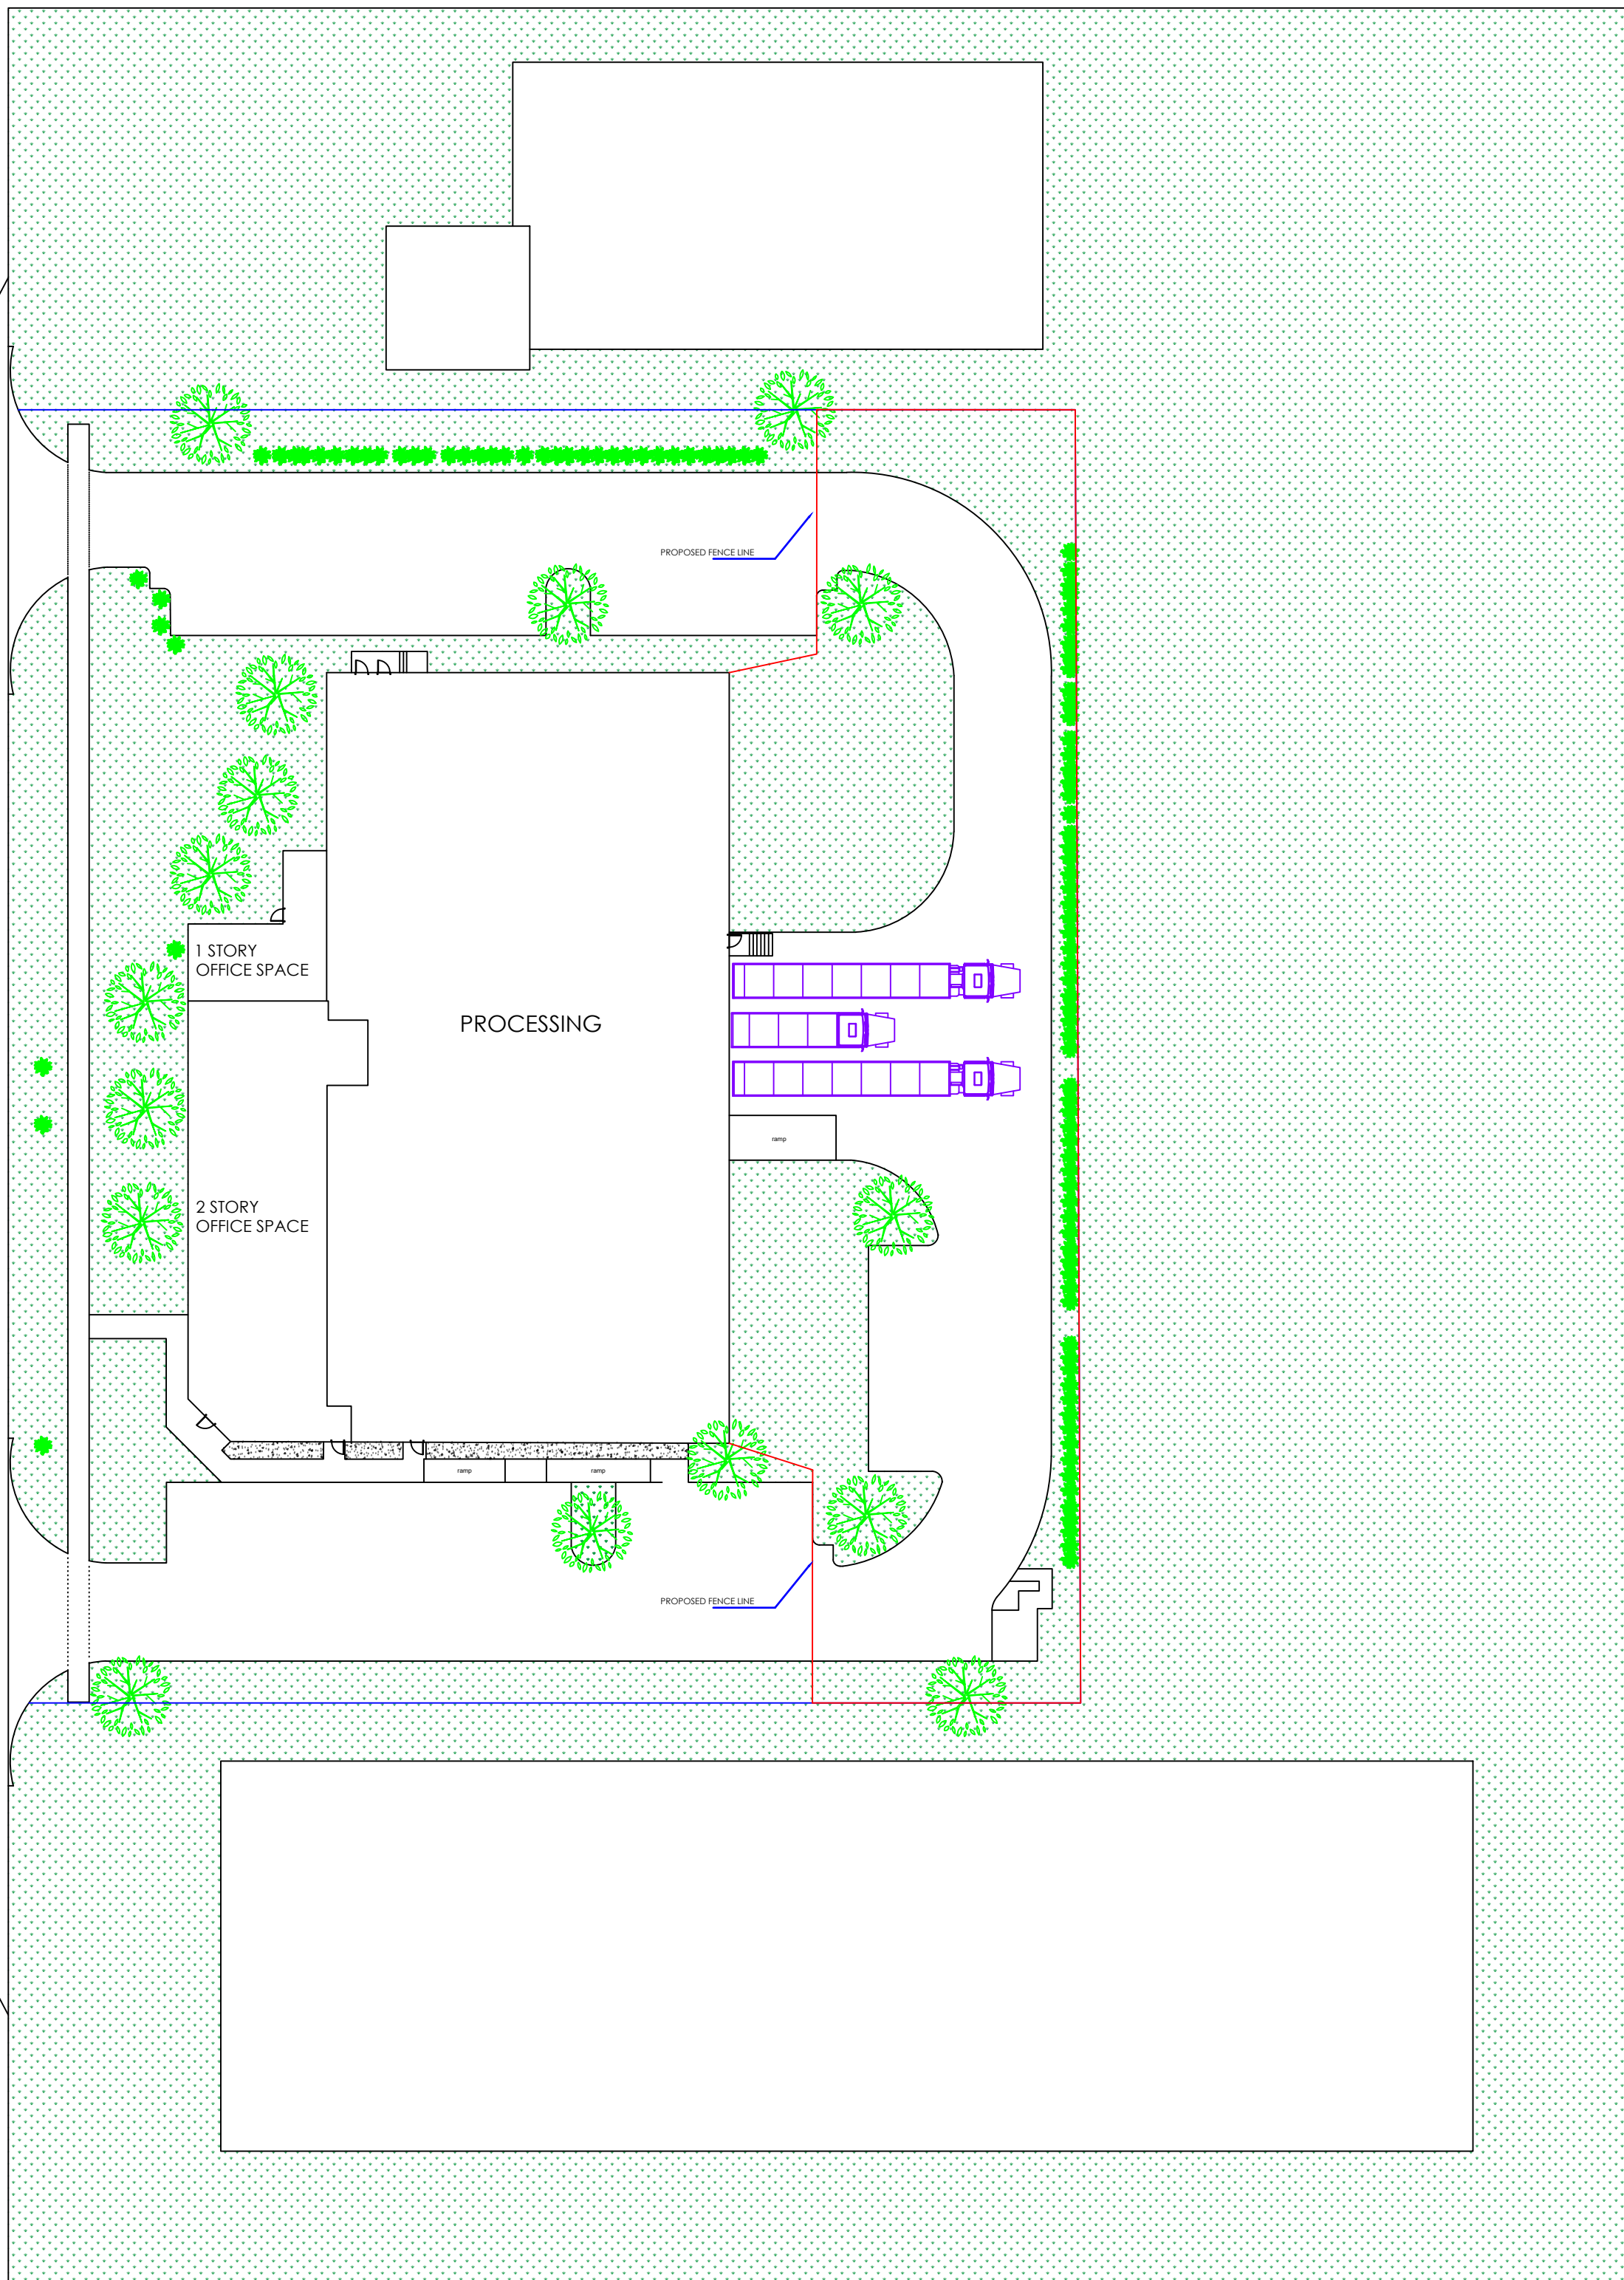 PROPOSED FENCE LINE
1 STORY
OFFICE SPACE
PROCESSING
ramp
2 STORY
OFFICE SPACE
ramp
ramp
PROPOSED FENCE LINE